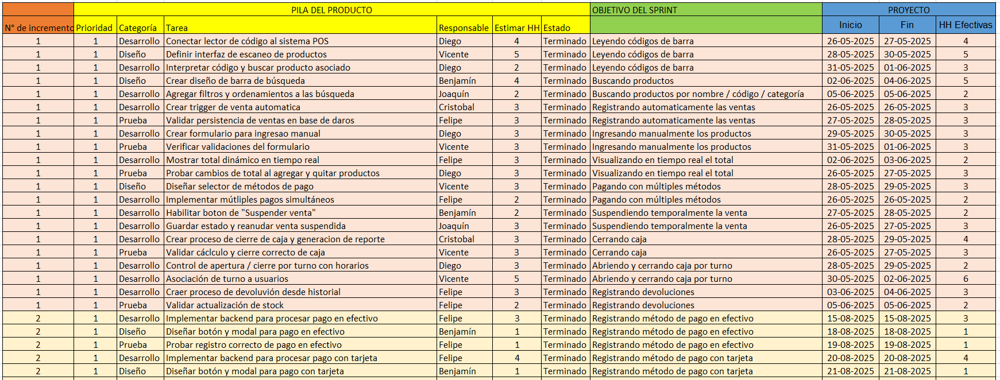 PILA DEL PRODUCTO OBJETIVO DEL SPRINT PROYECTO
N° de incremento Prioridad Categoría Tarea Responsable Estimar HH Estado Inicio Fin HH Efectivas
1 1 Desarrollo Conectar lector de código al sistema POS Diego 4 Terminado Leyendo códigos de barra 26-05-2025 27-05-2025 4
1 1 Diseño Definir interfaz de escaneo de productos Vicente 5 Terminado Leyendo códigos de barra 28-05-2025 30-05-2025 5
1 1 Desarrollo Interpretar código y buscar producto asociado Diego 2 Terminado Leyendo códigos de barra 31-05-2025 01-06-2025 3
1 1 Diseño Crear diseño de barra de búsqueda Benjamín 4 Terminado Buscando productos 02-06-2025 04-06-2025 5
1 1 Desarrollo Agregar filtros y ordenamientos a las búsqueda Joaquín 2 Terminado Buscando productos por nombre / código / categoría 05-06-2025 05-06-2025 2
1 1 Desarrollo Crear trigger de venta automatica Cristobal 3 Terminado Registrando automaticamente las ventas 26-05-2025 26-05-2025 3
1 1 Prueba Validar persistencia de ventas en base de daros Felipe 3 Terminado Registrando automaticamente las ventas 27-05-2025 28-05-2025 3
1 1 Desarrollo Crear formulario para ingresao manual Diego 3 Terminado Ingresando manualmente los productos 29-05-2025 30-05-2025 3
1 1 Prueba Verificar validaciones del formulario Vicente 3 Terminado Ingresando manualmente los productos 31-05-2025 01-06-2025 3
1 1 Desarrollo Mostrar total dinámico en tiempo real Felipe 3 Terminado Visualizando en tiempo real el total 02-06-2025 03-06-2025 2
1 1 Prueba Probar cambios de total al agregar y quitar productos Diego 3 Terminado Visualizando en tiempo real el total 26-05-2025 27-05-2025 3
1 1 Diseño Diseñar selector de métodos de pago Vicente 3 Terminado Pagando con múltiples métodos 28-05-2025 29-05-2025 3
1 1 Desarrollo Implementar mútliples pagos simultáneos Felipe 2 Terminado Pagando con múltiples métodos 26-05-2025 26-05-2025 2
1 1 Desarrollo Habilitar boton de "Suspender venta" Benjamín 2 Terminado Suspendiendo temporalmente la venta 27-05-2025 28-05-2025 2
1 1 Desarrollo Guardar estado y reanudar venta suspendida Joaquín 3 Terminado Suspendiendo temporalmente la venta 26-05-2025 27-05-2025 3
1 1 Desarrollo Crear proceso de cierre de caja y generacion de reporte Cristobal 3 Terminado Cerrando caja 28-05-2025 29-05-2025 4
1 1 Prueba Validar cáclculo y cierre correcto de caja Vicente 3 Terminado Cerrando caja 26-05-2025 27-05-2025 3
1 1 Desarrollo Control de apertura / cierre por turno con horarios Diego 3 Terminado Abriendo y cerrando caja por turno 28-05-2025 29-05-2025 2
1 1 Desarrollo Asociación de turno a usuarios Vicente 5 Terminado Abriendo y cerrando caja por turno 30-05-2025 02-06-2025 6
1 1 Desarrollo Craer proceso de devoluvión desde historial Felipe 3 Terminado Registrando devoluciones 03-06-2025 04-06-2025 3
1 1 Prueba Validar actualización de stock Felipe 2 Terminado Registrando devoluciones 05-06-2025 05-06-2025 2
2 1 Desarrollo Implementar backend para procesar pago en efectivo Felipe 3 Terminado Registrando método de pago en efectivo 15-08-2025 15-08-2025 3
2 1 Diseño Diseñar botón y modal para pago en efectivo Benjamín 1 Terminado Registrando método de pago en efectivo 18-08-2025 18-08-2025 1
2 1 Prueba Probar registro correcto de pago en efectivo Felipe 1 Terminado Registrando método de pago en efectivo 19-08-2025 19-08-2025 1
2 1 Desarrollo Implementar backend para procesar pago con tarjeta Felipe 4 Terminado Registrando método de pago con tarjeta 20-08-2025 20-08-2025 4
2 1 Diseño Diseñar botón y modal para pago con tarjeta Benjamín 1 Terminado Registrando método de pago con tarjeta 21-08-2025 21-08-2025 1